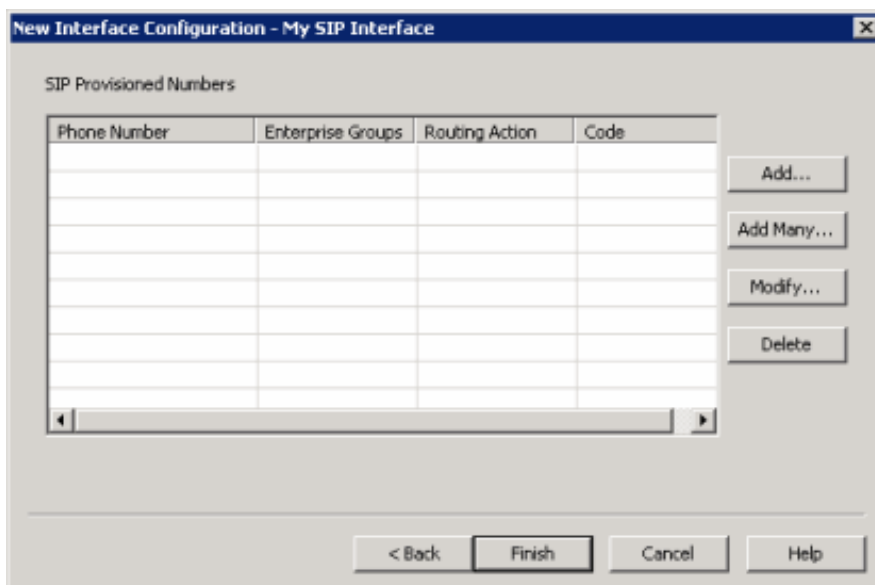 New Interface Configuration - My SIP Interface
SIP Provisioned Numbers
Phone Number Enterprise Groups Routing Action Code
Add...
Add Many...
Modify...
Delete
< Back Finish Cancel Help